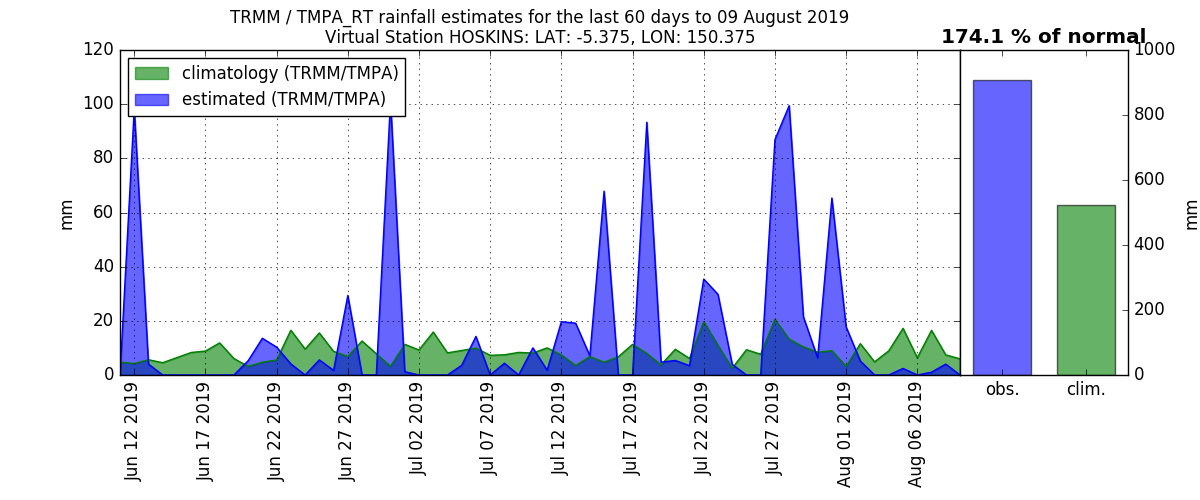 TRMM / TMPA_RT rainfall estimates for the last 60 days to 09 August 2019
Virtual Station HOSKINS: LAT: -5.375, LON: 150.375
174.1 % of normal
climatology (TRMM/TMPA)
estimated (TRMM/TMPA)
mm
120
100
80
60
40
20
0
Jun 12 2019
Jun 17 2019
Jun 22 2019
Jun 27 2019
Jul 02 2019
Jul 07 2019
Jul 12 2019
Jul 17 2019
Jul 22 2019
Jul 27 2019
Aug 01 2019
Aug 06 2019
obs.
clim.
1000
800
600
400
200
0
mm